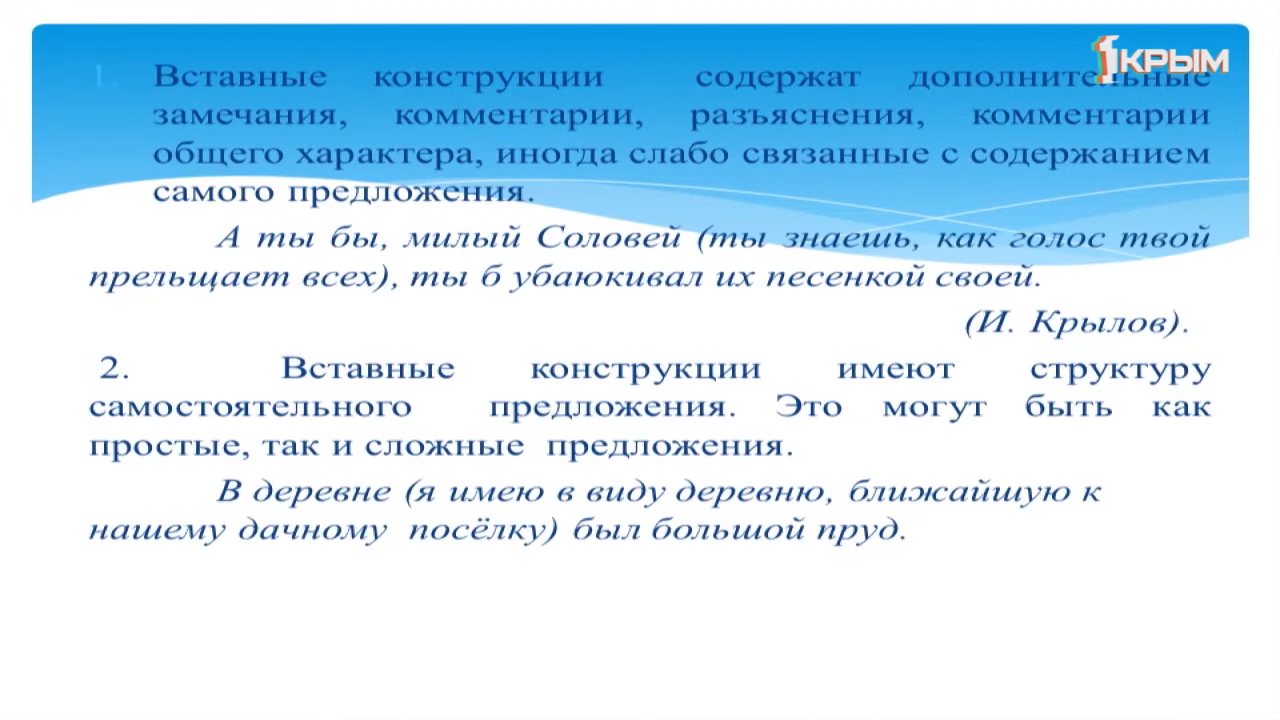 1КРЫМ
1. Вставные конструкции содержат дополнительные
замечания, комментарии, разъяснения, комментарии
общего характера, иногда слабо связанные с содержанием
самого предложения.
А ты бы, милый Соловей (ты знаешь, как голос твой
прельщает всех), ты б убаюкивал их песенкой своей.
(И. Крылов).
2. Вставные конструкции имеют структуру
самостоятельного предложения. Это могут быть как
простые, так и сложные предложения.
В деревне (я имею в виду деревню, ближайшую к
нашему дачному посёлку) был большой пруд.